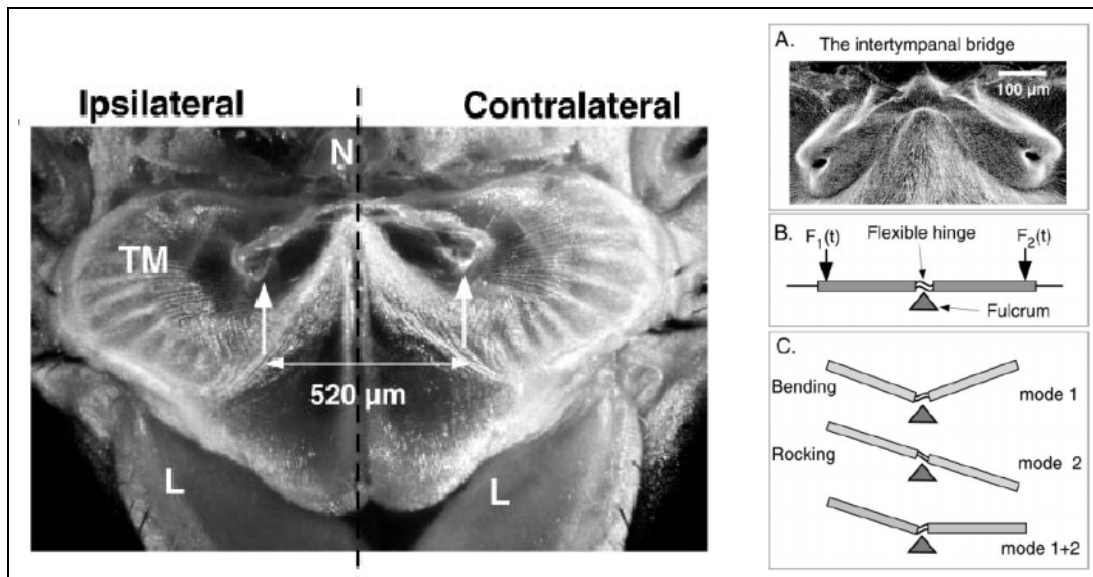 Ipsilateral
Contralateral
N
TM
520 µm
L
L
A.
The intertympanal bridge
100 µm
B.
F1(t)
Flexible hinge
F2(t)
Fulcrum
C.
Bending
mode 1
Rocking
mode 2
mode 1+2